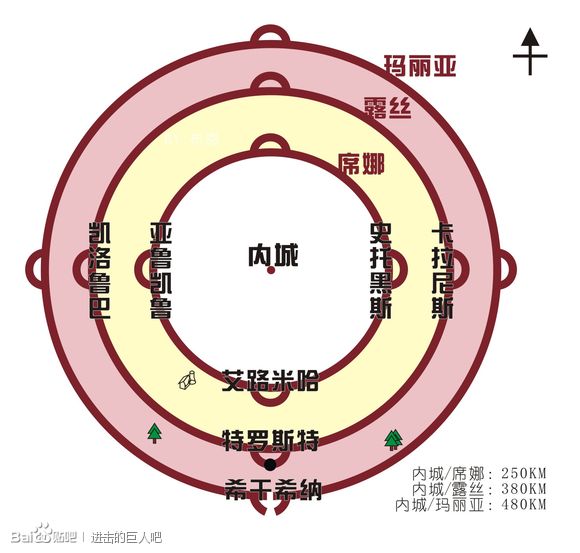 玛丽亚
露丝
席娜
凯洛鲁巴
亚鲁凯鲁
内城
史托黑斯
卡拉尼斯
艾路米哈
特罗斯特
希干希纳
内城/席娜: 250KM
内城/露丝: 380KM
内城/玛丽亚: 480KM
Bai贴吧 | 进击的巨人吧